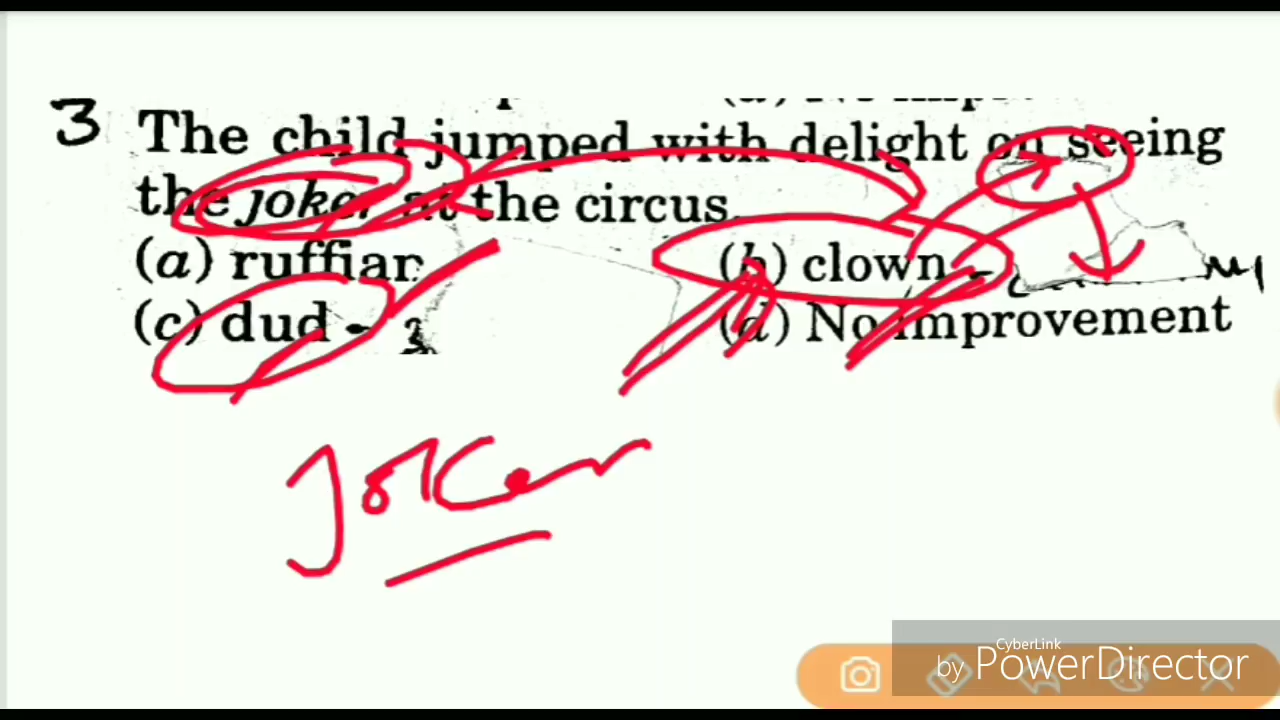 3 The child jumped with delight on seeing
the joker at the circus.
(a) ruffian (b) clown -
(c) dud - (d) No improvement
Joker
CyberLink
by PowerDirector